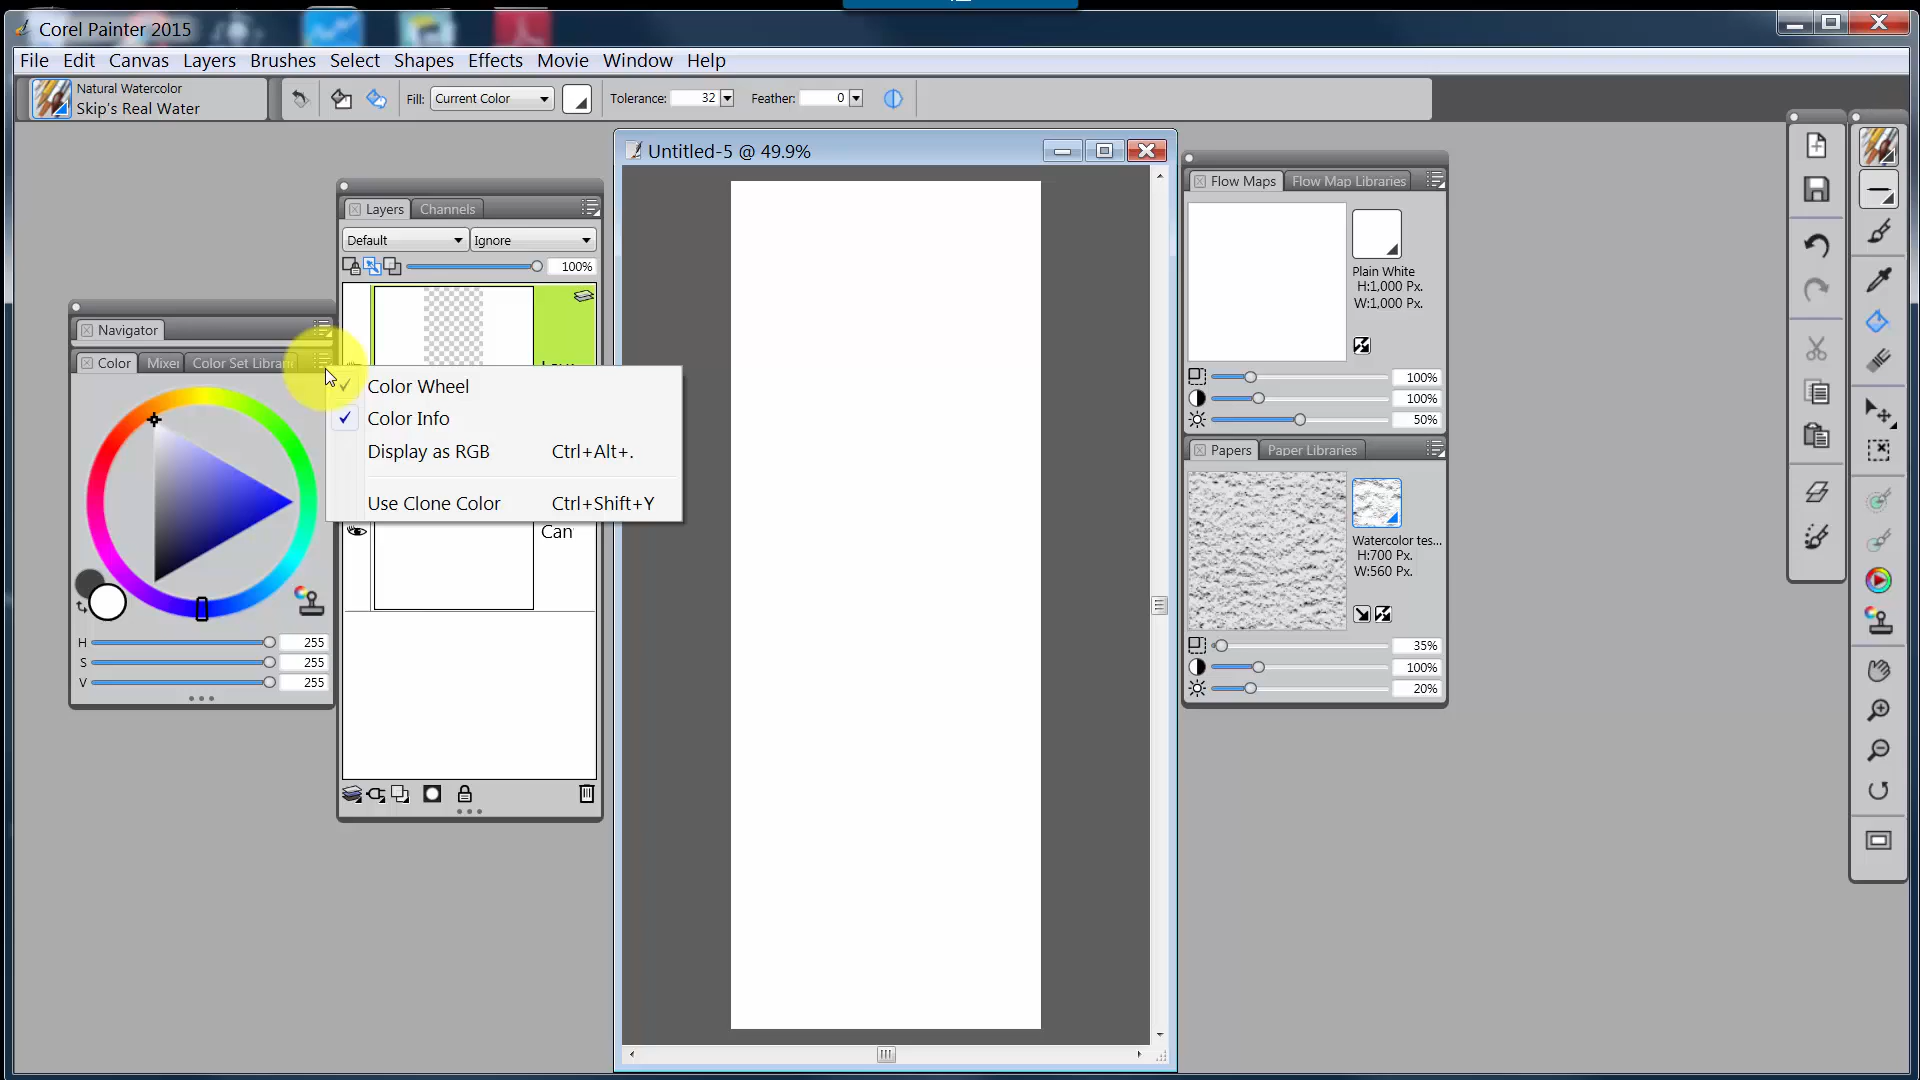 Corel Painter 2015
File Edit Canvas Layers Brushes Select Shapes Effects Movie Window Help
Natural Watercolor
Skip's Real Water
Fill: Current Color
Tolerance: 32
Feather: 0
Untitled-5 @ 49.9%
Navigator
Color Mixer Color Set Librari
H 255
S 255
V 255
Layers Channels
Default Ignore
100%
Color Wheel
Color Info
Display as RGB Ctrl+Alt+.
Use Clone Color Ctrl+Shift+Y
Can
Flow Maps Flow Map Libraries
Plain White
H:1,000 Px.
W:1,000 Px.
100%
100%
50%
Papers Paper Libraries
Watercolor tes...
H:700 Px.
W:560 Px.
35%
100%
20%